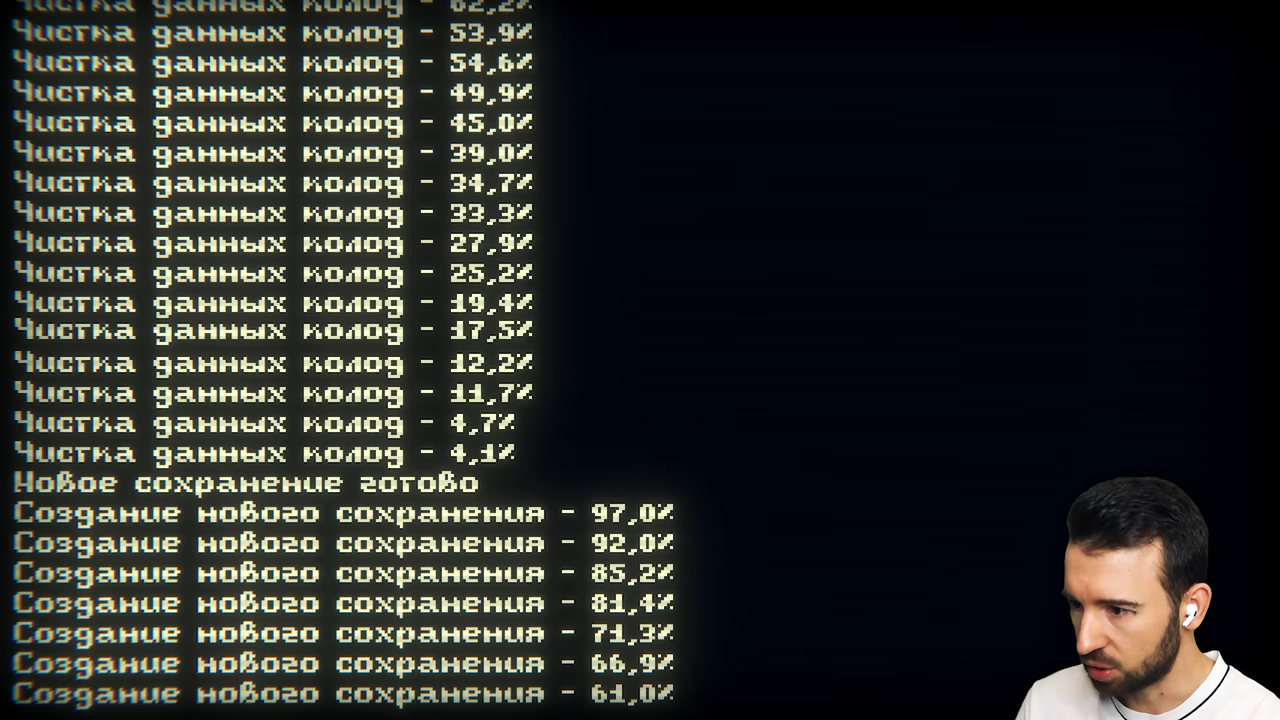 Чистка данных колод - 62,2%
Чистка данных колод - 53,9%
Чистка данных колод - 54,6%
Чистка данных колод - 49,9%
Чистка данных колод - 45,0%
Чистка данных колод - 39,0%
Чистка данных колод - 34,7%
Чистка данных колод - 33,3%
Чистка данных колод - 27,9%
Чистка данных колод - 25,2%
Чистка данных колод - 19,4%
Чистка данных колод - 17,5%
Чистка данных колод - 12,2%
Чистка данных колод - 11,7%
Чистка данных колод - 4,7%
Чистка данных колод - 4,1%
Новое сохранение готово
Создание нового сохранения - 97,0%
Создание нового сохранения - 92,0%
Создание нового сохранения - 85,2%
Создание нового сохранения - 81,4%
Создание нового сохранения - 71,3%
Создание нового сохранения - 66,9%
Создание нового сохранения - 61,0%